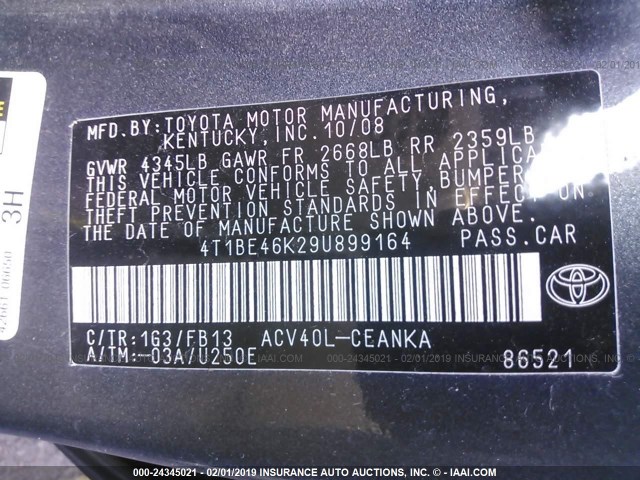 MFD.BY:TOYOTA MOTOR MANUFACTURING,
KENTUCKY,INC. 10/08
GVWR 4345LB GAWR FR 2668LB RR 2359LB
THIS VEHICLE CONFORMS TO ALL APPLICA
FEDERAL MOTOR VEHICLE SAFETY,BUMPER,
THEFT PREVENTION STANDARDS IN EFFECT ON
THE DATE OF MANUFACTURE SHOWN ABOVE.
4T1BE46K29U899164 PASS.CAR
C/TR:1G3/FB13 ACV40L-CEANKA
A/TM:-03A/U250E 86521
TOYOTA
3H
000-24345021 - 02/01/2019 INSURANCE AUTO AUCTIONS, INC. - © IAAI.COM